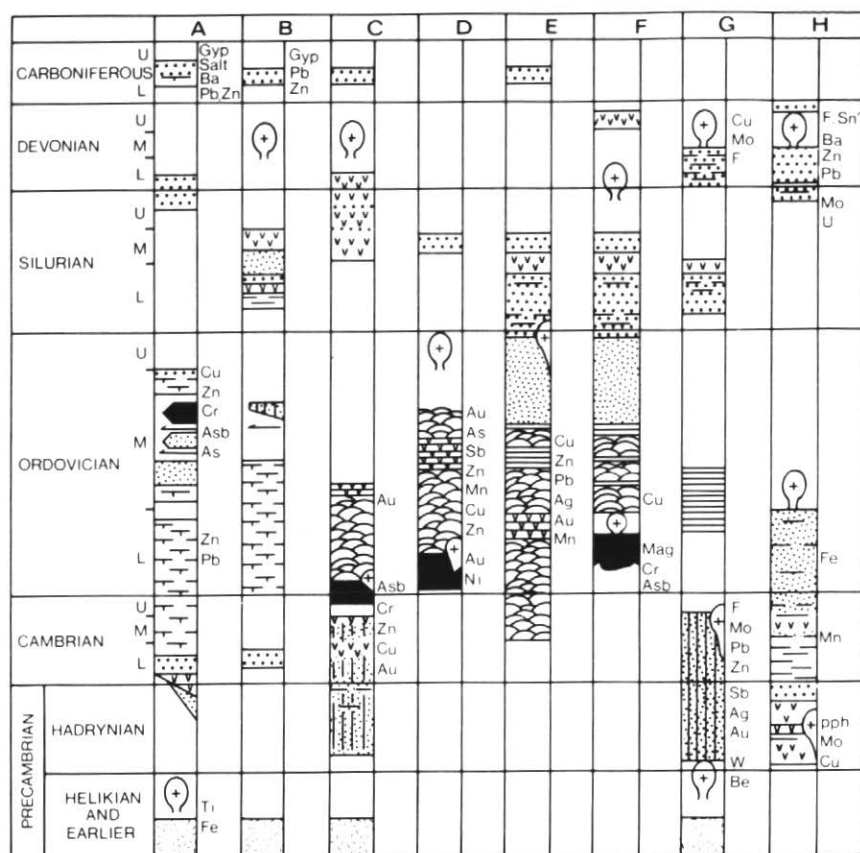 A B C D E F G H
CARBONIFEROUS
U
L
Gyp
Salt
Ba
Pb,Zn
Gyp
Pb
Zn
DEVONIAN
U
M
L
Cu
Mo
F
F Sn
Ba
Zn
Pb
SILURIAN
U
M
L
Mo
U
ORDOVICIAN
U
M
L
Cu
Zn
Cr
Asb
As
Zn
Pb
Au
Asb
Au
As
Sb
Zn
Mn
Cu
Zn
Au
Ni
Cu
Zn
Pb
Ag
Au
Mn
Cu
Mag
Cr
Asb
Fe
CAMBRIAN
U
M
L
Cr
Zn
Cu
Au
F
Mo
Pb
Zn
Mn
PRECAMBRIAN
HADRYNIAN
Sb
Ag
Au
W
pph
Mo
Cu
HELIKIAN
AND
EARLIER
Ti
Fe
Be